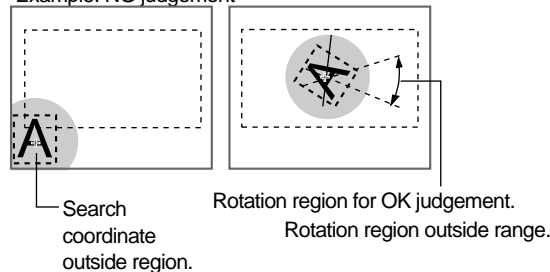 Example: NG judgement
A
A
Search
coordinate
outside region.
Rotation region for OK judgement.
Rotation region outside range.